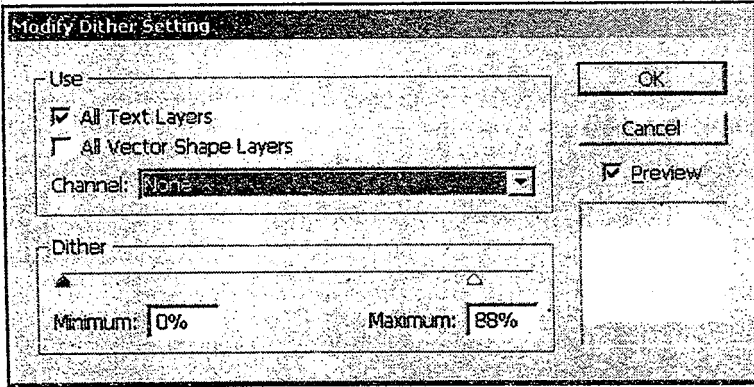 Modify Dither Setting
Use
All Text Layers
All Vector Shape Layers
Channel: None
OK
Cancel
Preview
Dither
Minimum: 0%
Maximum: 88%